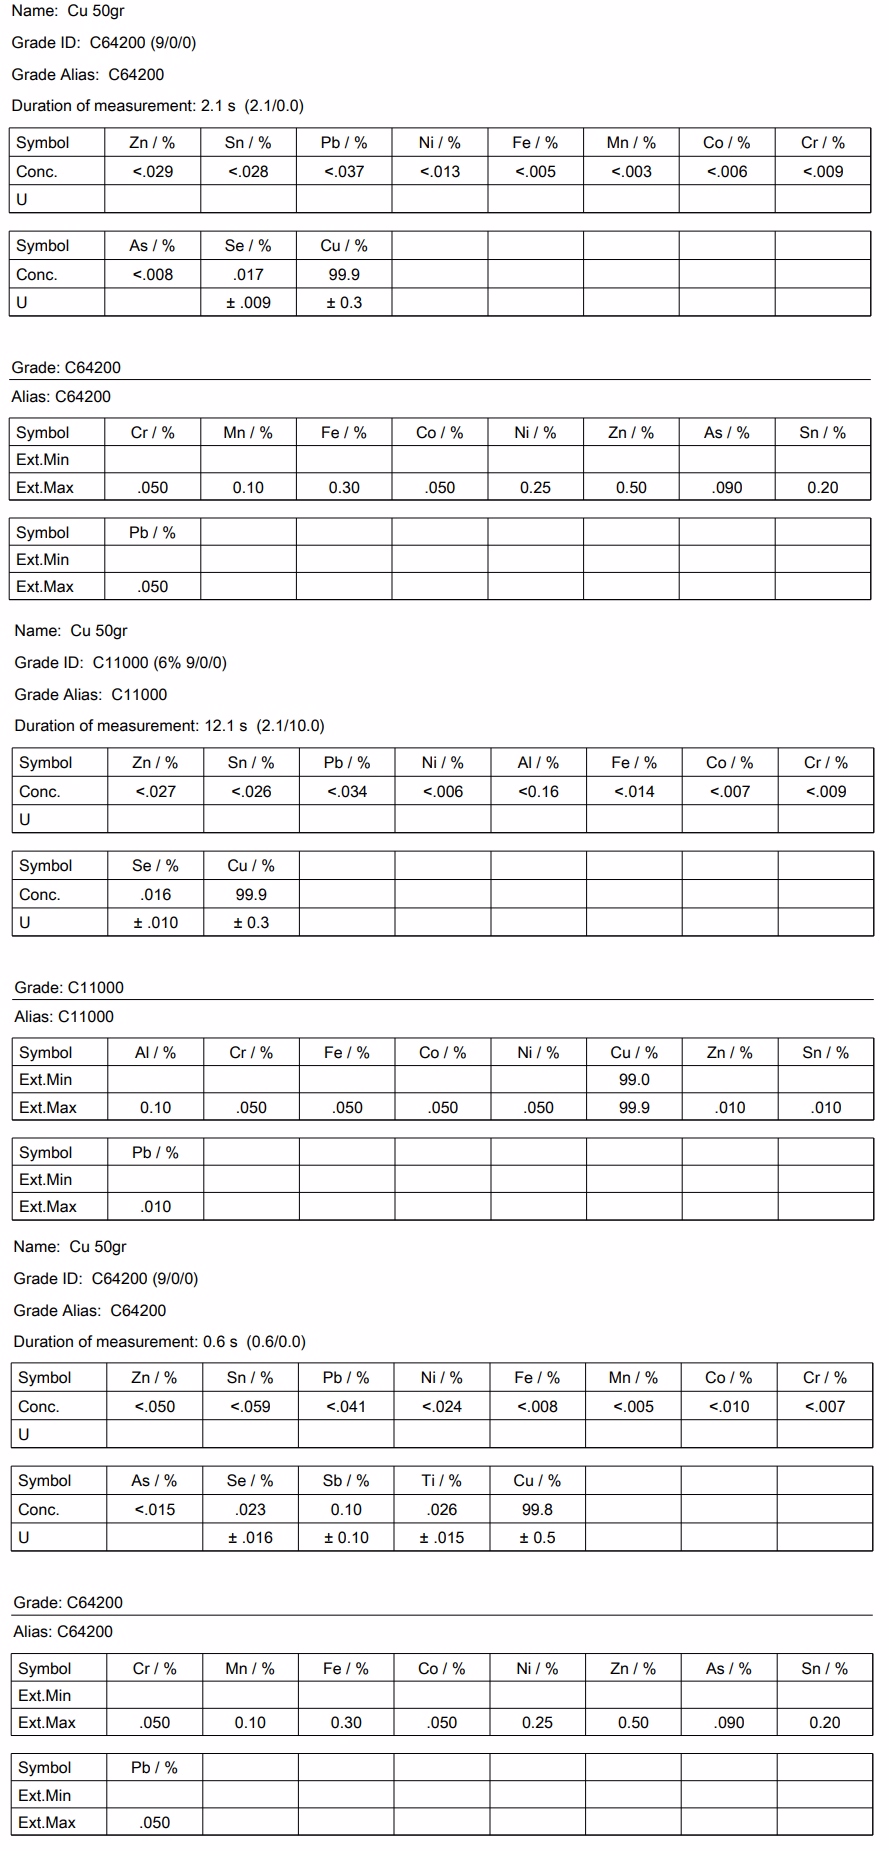 Name: Cu 50gr
Grade ID: C64200 (9/0/0)
Grade Alias: C64200
Duration of measurement: 2.1 s (2.1/0.0)
Symbol Zn / % Sn / % Pb / % Ni / % Fe / % Mn / % Co / % Cr / %
Conc. <.029 <.028 <.037 <.013 <.005 <.003 <.006 <.009
U
Symbol As / % Se / % Cu / %
Conc. <.008 .017 99.9
U ± .009 ± 0.3
Grade: C64200
Alias: C64200
Symbol Cr / % Mn / % Fe / % Co / % Ni / % Zn / % As / % Sn / %
Ext.Min
Ext.Max .050 0.10 0.30 .050 0.25 0.50 .090 0.20
Symbol Pb / %
Ext.Min
Ext.Max .050
Name: Cu 50gr
Grade ID: C11000 (6% 9/0/0)
Grade Alias: C11000
Duration of measurement: 12.1 s (2.1/10.0)
Symbol Zn / % Sn / % Pb / % Ni / % Al / % Fe / % Co / % Cr / %
Conc. <.027 <.026 <.034 <.006 <0.16 <.014 <.007 <.009
U
Symbol Se / % Cu / %
Conc. .016 99.9
U ± .010 ± 0.3
Grade: C11000
Alias: C11000
Symbol Al / % Cr / % Fe / % Co / % Ni / % Cu / % Zn / % Sn / %
Ext.Min 99.0
Ext.Max 0.10 .050 .050 .050 .050 99.9 .010 .010
Symbol Pb / %
Ext.Min
Ext.Max .010
Name: Cu 50gr
Grade ID: C64200 (9/0/0)
Grade Alias: C64200
Duration of measurement: 0.6 s (0.6/0.0)
Symbol Zn / % Sn / % Pb / % Ni / % Fe / % Mn / % Co / % Cr / %
Conc. <.050 <.059 <.041 <.024 <.008 <.005 <.010 <.007
U
Symbol As / % Se / % Sb / % Ti / % Cu / %
Conc. <.015 .023 0.10 .026 99.8
U ± .016 ± 0.10 ± .015 ± 0.5
Grade: C64200
Alias: C64200
Symbol Cr / % Mn / % Fe / % Co / % Ni / % Zn / % As / % Sn / %
Ext.Min
Ext.Max .050 0.10 0.30 .050 0.25 0.50 .090 0.20
Symbol Pb / %
Ext.Min
Ext.Max .050